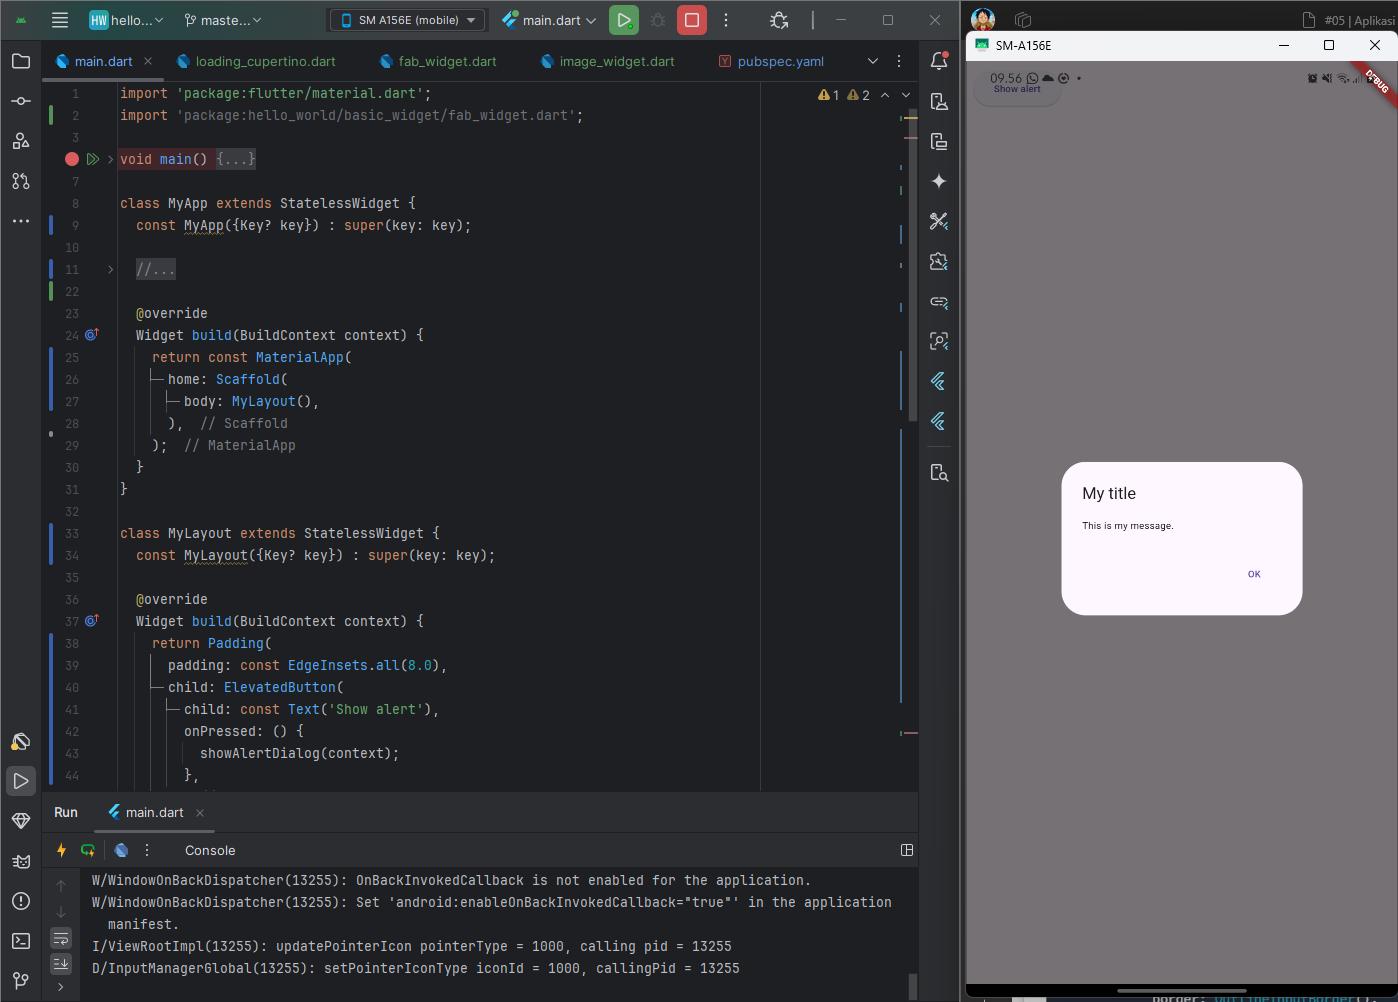 HW hello... maste... SM A156E (mobile) main.dart
main.dart loading_cupertino.dart fab_widget.dart image_widget.dart pubspec.yaml
1 import 'package:flutter/material.dart'; 1 2
2 import 'package:hello_world/basic_widget/fab_widget.dart';
3
void main() {...}
7
8 class MyApp extends StatelessWidget {
9 const MyApp({Key? key}) : super(key: key);
10
11 //...
22
23 @override
24 Widget build(BuildContext context) {
25 return const MaterialApp(
26 home: Scaffold(
27 body: MyLayout(),
28 ), // Scaffold
29 ); // MaterialApp
30 }
31 }
32
33 class MyLayout extends StatelessWidget {
34 const MyLayout({Key? key}) : super(key: key);
35
36 @override
37 Widget build(BuildContext context) {
38 return Padding(
39 padding: const EdgeInsets.all(8.0),
40 child: ElevatedButton(
41 child: const Text('Show alert'),
42 onPressed: () {
43 showAlertDialog(context);
44 },
Run main.dart
Console
W/WindowOnBackDispatcher(13255): OnBackInvokedCallback is not enabled for the application.
W/WindowOnBackDispatcher(13255): Set 'android:enableOnBackInvokedCallback="true"' in the application
manifest.
I/ViewRootImpl(13255): updatePointerIcon pointerType = 1000, calling pid = 13255
D/InputManagerGlobal(13255): setPointerIconType iconId = 1000, callingPid = 13255
#05 | Aplikasi
SM-A156E
09.56
DEBUG
Show alert
My title
This is my message.
OK
border: OutlineInputBorder(),